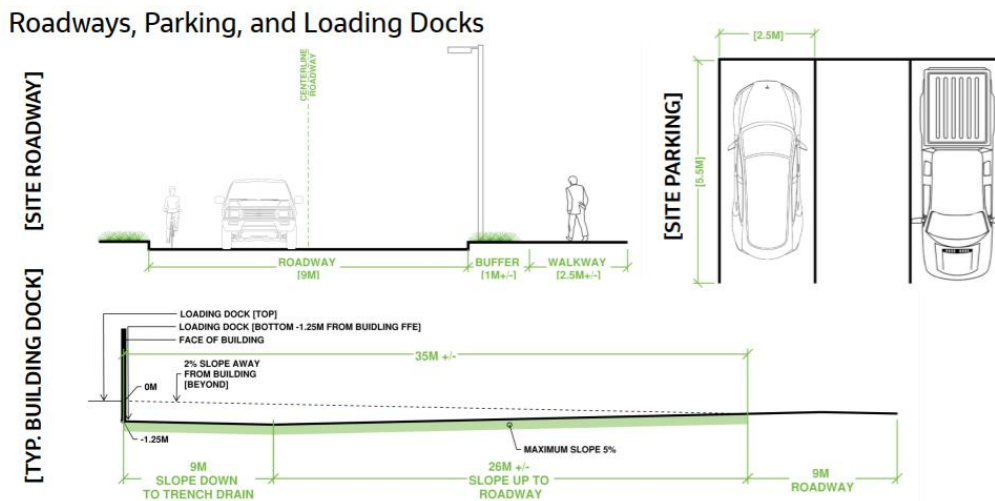 Roadways, Parking, and Loading Docks
[SITE ROADWAY]
CENTERLINE
ROADWAY
ROADWAY
[9M]
BUFFER
[1M+/-]
WALKWAY
[2.5M+/-]
[SITE PARKING]
[2.5M]
[5.5M]
[TYP. BUILDING DOCK]
LOADING DOCK [TOP]
LOADING DOCK [BOTTOM -1.25M FROM BUIDLING FFE]
FACE OF BUILDING
35M +/-
2% SLOPE AWAY
FROM BUILDING
[BEYOND]
0M
-1.25M
MAXIMUM SLOPE 5%
9M
SLOPE DOWN
TO TRENCH DRAIN
26M +/-
SLOPE UP TO
ROADWAY
9M
ROADWAY